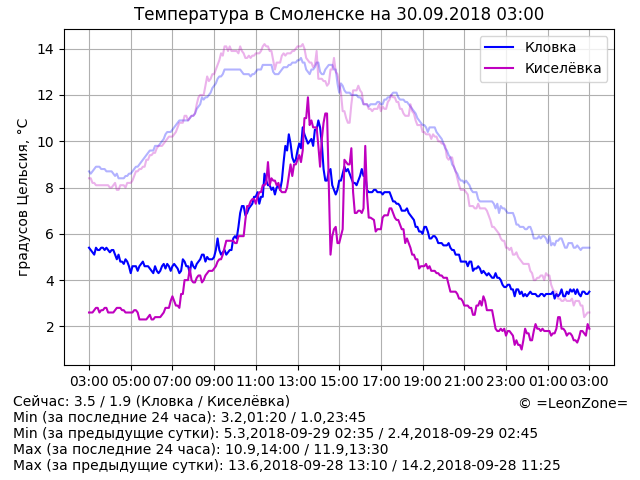 Температура в Смоленске на 30.09.2018 03:00
градусов Цельсия, °C
14
12
10
8
6
4
2
Кловка
Киселёвка
03:00 05:00 07:00 09:00 11:00 13:00 15:00 17:00 19:00 21:00 23:00 01:00 03:00
Сейчас: 3.5 / 1.9 (Кловка / Киселёвка)
© =LeonZone=
Min (за последние 24 часа): 3.2,01:20 / 1.0,23:45
Min (за предыдущие сутки): 5.3,2018-09-29 02:35 / 2.4,2018-09-29 02:45
Max (за последние 24 часа): 10.9,14:00 / 11.9,13:30
Max (за предыдущие сутки): 13.6,2018-09-28 13:10 / 14.2,2018-09-28 11:25